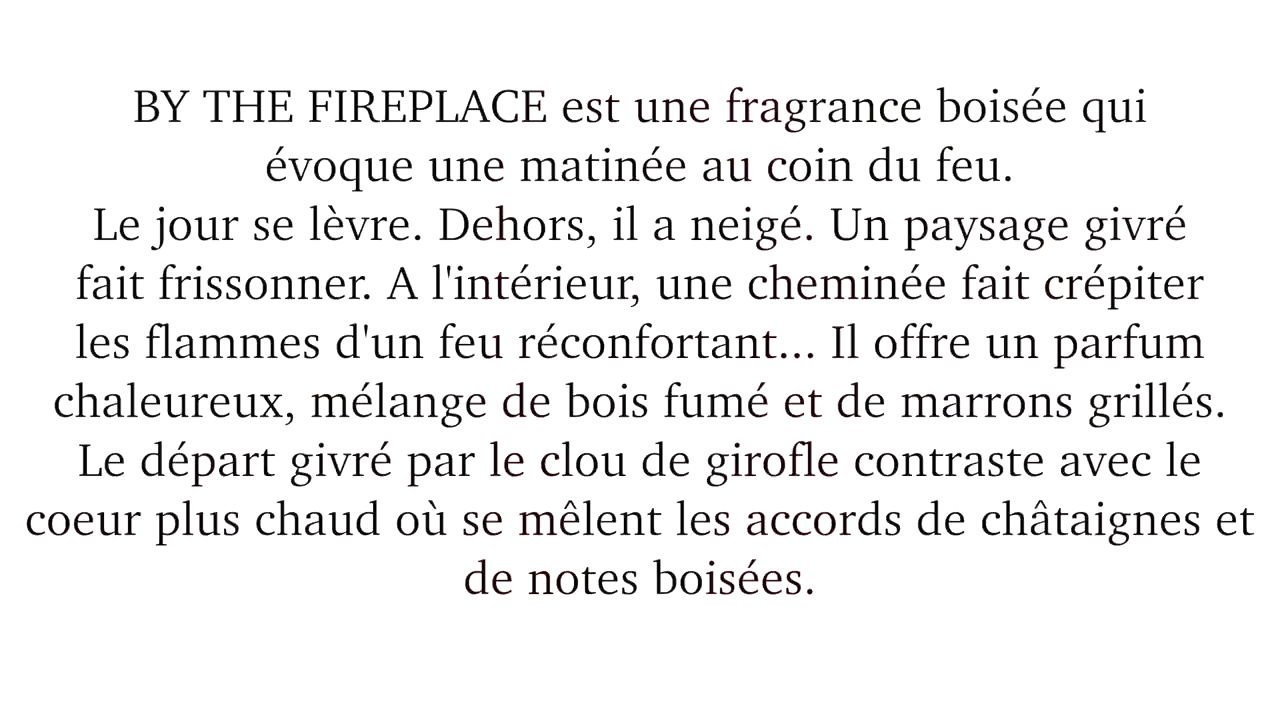 BY THE FIREPLACE est une fragrance boisée qui
évoque une matinée au coin du feu.
Le jour se lèvre. Dehors, il a neigé. Un paysage givré
fait frissonner. A l'intérieur, une cheminée fait crépiter
les flammes d'un feu réconfortant... Il offre un parfum
chaleureux, mélange de bois fumé et de marrons grillés.
Le départ givré par le clou de girofle contraste avec le
coeur plus chaud où se mêlent les accords de châtaignes et
de notes boisées.